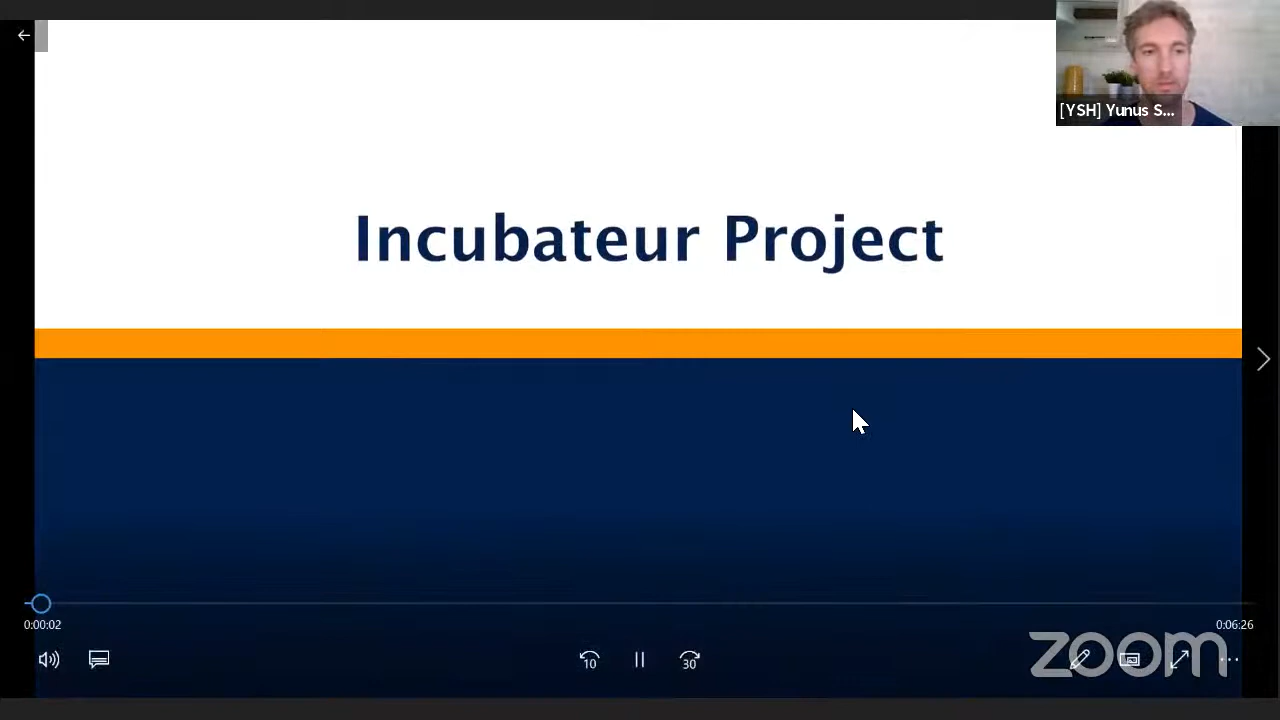 [YSH] Yunus S...
Incubateur Project
0:00:02
0:06:26
10
30
zoom